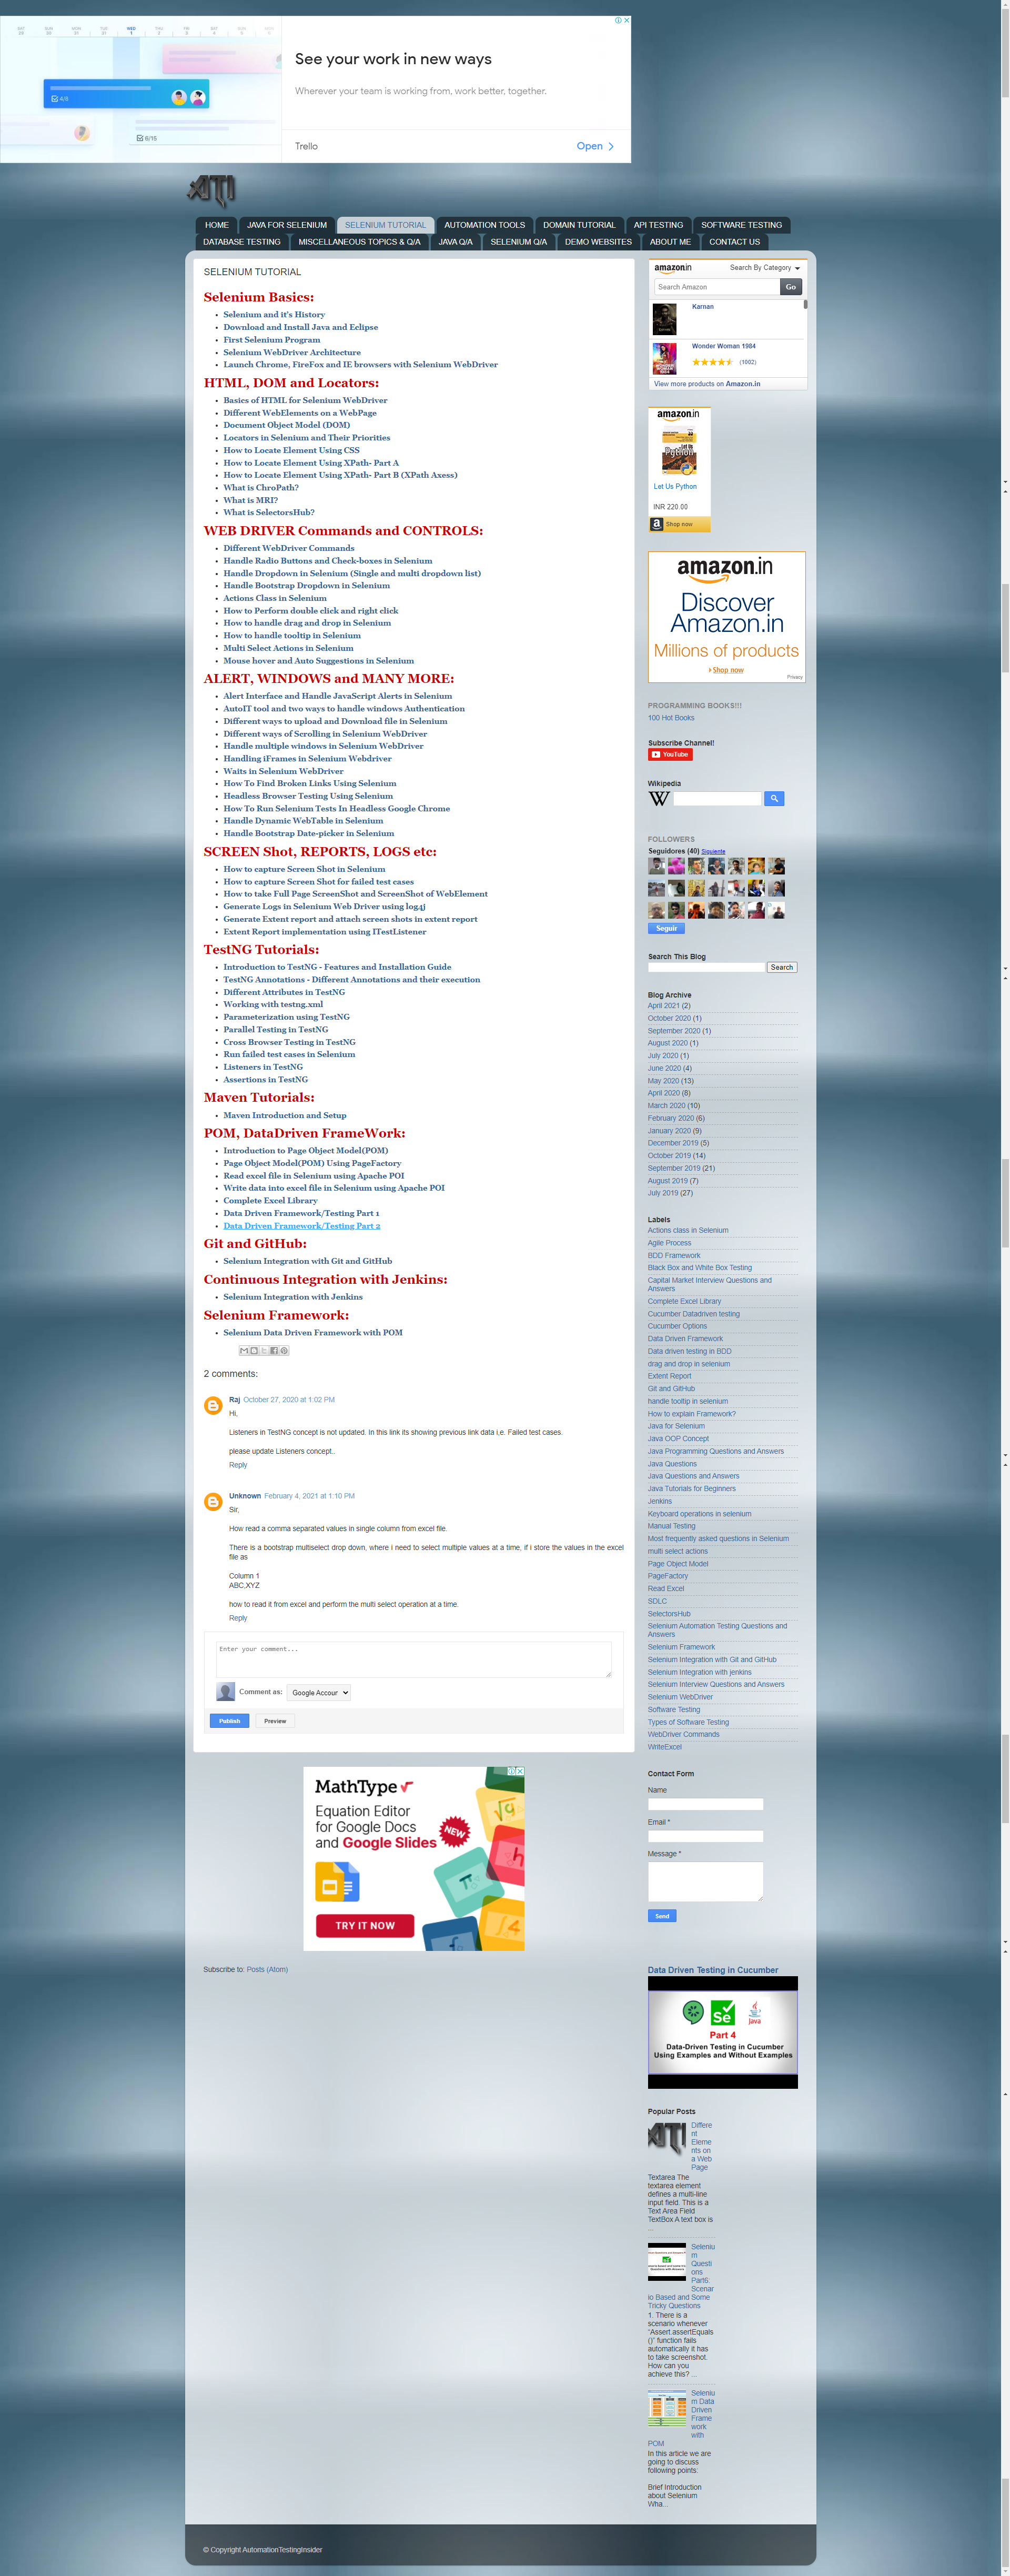 See your work in new ways
Wherever your team is working from, work better, together.
Trello
Open
ATI
HOME
JAVA FOR SELENIUM
SELENIUM TUTORIAL
AUTOMATION TOOLS
DOMAIN TUTORIAL
API TESTING
SOFTWARE TESTING
DATABASE TESTING
MISCELLANEOUS TOPICS & Q/A
JAVA Q/A
SELENIUM Q/A
DEMO WEBSITES
ABOUT ME
CONTACT US
SELENIUM TUTORIAL
Selenium Basics:
Selenium and it's History
Download and Install Java and Eclipse
First Selenium Program
Selenium WebDriver Architecture
Launch Chrome, FireFox and IE browsers with Selenium WebDriver
HTML, DOM and Locators:
Basics of HTML for Selenium WebDriver
Different WebElements on a WebPage
Document Object Model (DOM)
Locators in Selenium and Their Priorities
How to Locate Element Using CSS
How to Locate Element Using XPath- Part A
How to Locate Element Using XPath- Part B (XPath Axess)
What is ChroPath?
What is MRI?
What is SelectorsHub?
WEB DRIVER Commands and CONTROLS:
Different WebDriver Commands
Handle Radio Buttons and Check-boxes in Selenium
Handle Dropdown in Selenium (Single and multi dropdown list)
Handle Bootstrap Dropdown in Selenium
Actions Class in Selenium
How to Perform double click and right click
How to handle drag and drop in Selenium
How to handle tooltip in Selenium
Multi Select Actions in Selenium
Mouse hover and Auto Suggestions in Selenium
ALERT, WINDOWS and MANY MORE:
Alert Interface and Handle JavaScript Alerts in Selenium
AutoIT tool and two ways to handle windows Authentication
Different ways to upload and Download file in Selenium
Different ways of Scrolling in Selenium WebDriver
Handle multiple windows in Selenium WebDriver
Handling iFrames in Selenium Webdriver
Waits in Selenium WebDriver
How To Find Broken Links Using Selenium
Headless Browser Testing Using Selenium
How To Run Selenium Tests In Headless Google Chrome
Handle Dynamic WebTable in Selenium
Handle Bootstrap Date-picker in Selenium
SCREEN Shot, REPORTS, LOGS etc:
How to capture Screen Shot in Selenium
How to capture Screen Shot for failed test cases
How to take Full Page ScreenShot and ScreenShot of WebElement
Generate Logs in Selenium Web Driver using log4j
Generate Extent report and attach screen shots in extent report
Extent Report implementation using ITestListener
TestNG Tutorials:
Introduction to TestNG - Features and Installation Guide
TestNG Annotations - Different Annotations and their execution
Different Attributes in TestNG
Working with testng.xml
Parameterization using TestNG
Parallel Testing in TestNG
Cross Browser Testing in TestNG
Run failed test cases in Selenium
Listeners in TestNG
Assertions in TestNG
Maven Tutorials:
Maven Introduction and Setup
POM, DataDriven FrameWork:
Introduction to Page Object Model(POM)
Page Object Model(POM) Using PageFactory
Read excel file in Selenium using Apache POI
Write data into excel file in Selenium using Apache POI
Complete Excel Library
Data Driven Framework/Testing Part 1
Data Driven Framework/Testing Part 2
Git and GitHub:
Selenium Integration with Git and GitHub
Continuous Integration with Jenkins:
Selenium Integration with Jenkins
Selenium Framework:
Selenium Data Driven Framework with POM
2 comments:
Raj October 27, 2020 at 1:02 PM
Hi,
Listeners in TestNG concept is not updated. In this link its showing previous link data i,e. Failed test cases.
please update Listeners concept..
Reply
Unknown February 4, 2021 at 1:10 PM
Sir,
How read a comma separated values in single column from excel file.
There is a bootstrap multiselect drop down, where i need to select multiple values at a time, if i store the values in the excel
file as
Column 1
ABC,XYZ
how to read it from excel and perform the multi select operation at a time.
Reply
Enter your comment...
Comment as:
Google Accour
Publish
Preview
MathType
Equation Editor
for Google Docs
and Google Slides
NEW
TRY IT NOW
Subscribe to: Posts (Atom)
amazon.in
Search By Category
Search Amazon
Go
Karnan
Wonder Woman 1984
(1002)
View more products on Amazon.in
amazon.in
Let Us
Python
Let Us Python
INR 220.00
Shop now
amazon.in
Discover
Amazon.in
Millions of products
Shop now
Privacy
PROGRAMMING BOOKS!!!
100 Hot Books
Subscribe Channel!
YouTube
Wikipedia
W
FOLLOWERS
Seguidores (40) Siguiente
Seguir
Search This Blog
Search
Blog Archive
April 2021 (2)
October 2020 (1)
September 2020 (1)
August 2020 (1)
July 2020 (1)
June 2020 (4)
May 2020 (13)
April 2020 (8)
March 2020 (10)
February 2020 (6)
January 2020 (9)
December 2019 (5)
October 2019 (14)
September 2019 (21)
August 2019 (7)
July 2019 (27)
Labels
Actions class in Selenium
Agile Process
BDD Framework
Black Box and White Box Testing
Capital Market Interview Questions and
Answers
Complete Excel Library
Cucumber Datadriven testing
Cucumber Options
Data Driven Framework
Data driven testing in BDD
drag and drop in selenium
Extent Report
Git and GitHub
handle tooltip in selenium
How to explain Framework?
Java for Selenium
Java OOP Concept
Java Programming Questions and Answers
Java Questions
Java Questions and Answers
Java Tutorials for Beginners
Jenkins
Keyboard operations in selenium
Manual Testing
Most frequently asked questions in Selenium
multi select actions
Page Object Model
PageFactory
Read Excel
SDLC
SelectorsHub
Selenium Automation Testing Questions and
Answers
Selenium Framework
Selenium Integration with Git and GitHub
Selenium Integration with jenkins
Selenium Interview Questions and Answers
Selenium WebDriver
Software Testing
Types of Software Testing
WebDriver Commands
WriteExcel
Contact Form
Name
Email *
Message *
Send
Data Driven Testing in Cucumber
Se
Java
Part 4
Data-Driven Testing in Cucumber
Using Examples and Without Examples
Popular Posts
Differe
nt
Eleme
nts on
a Web
Page
Textarea The
textarea element
defines a multi-line
input field. This is a
Text Area Field
TextBox A text box is
...
Seleniu
m
Questi
ons
Part6:
Scenar
io Based and Some
Tricky Questions
1. There is a
scenario whenever
"Assert.assertEquals
()" function fails
automatically it has
to take screenshot.
How can you
achieve this? ...
Seleniu
m Data
Driven
Frame
work
with
POM
In this article we are
going to discuss
following points:
Brief Introduction
about Selenium
Wha...
© Copyright AutomationTestingInsider